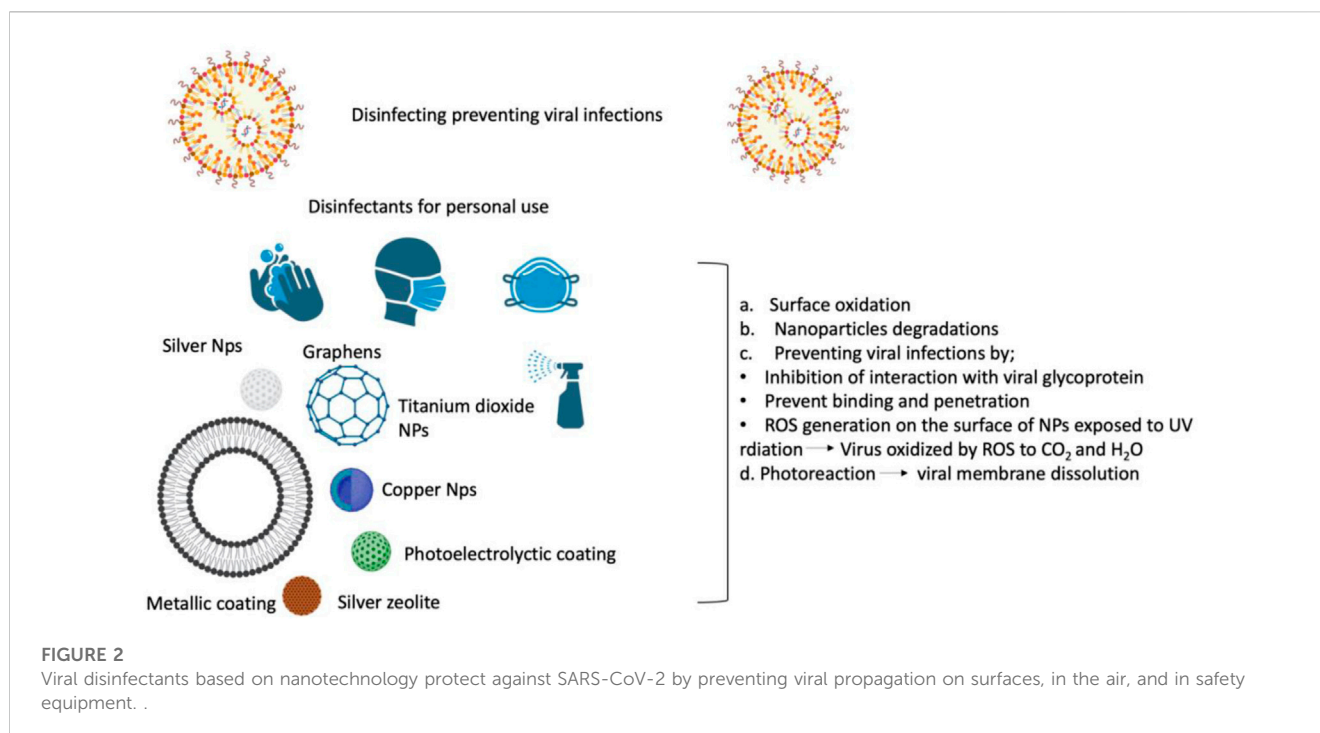 Disinfecting preventing viral infections
Disinfectants for personal use
Silver Nps
Graphens
Titanium dioxide
NPs
Copper Nps
Photoelectrolyctic coating
Metallic coating
Silver zeolite
a. Surface oxidation
b. Nanoparticles degradations
c. Preventing viral infections by;
• Inhibition of interaction with viral glycoprotein
• Prevent binding and penetration
• ROS generation on the surface of NPs exposed to UV
rdiation ⟶ Virus oxidized by ROS to CO₂ and H₂O
d. Photoreaction ⟶ viral membrane dissolution
FIGURE 2
Viral disinfectants based on nanotechnology protect against SARS-CoV-2 by preventing viral propagation on surfaces, in the air, and in safety
equipment. .